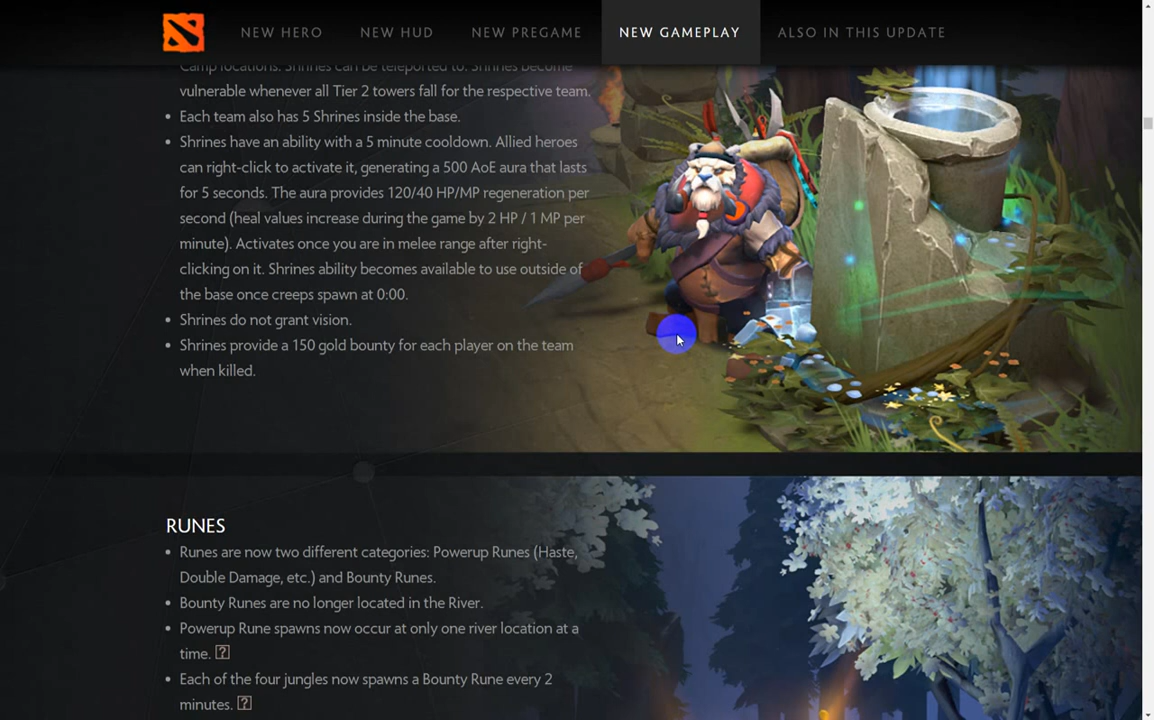 NEW HERO NEW HUD NEW PREGAME NEW GAMEPLAY ALSO IN THIS UPDATE
Camp locations. Shrines can be teleported to. Shrines become
vulnerable whenever all Tier 2 towers fall for the respective team.
• Each team also has 5 Shrines inside the base.
• Shrines have an ability with a 5 minute cooldown. Allied heroes
can right-click to activate it, generating a 500 AoE aura that lasts
for 5 seconds. The aura provides 120/40 HP/MP regeneration per
second (heal values increase during the game by 2 HP / 1 MP per
minute). Activates once you are in melee range after right-
clicking on it. Shrines ability becomes available to use outside of
the base once creeps spawn at 0:00.
• Shrines do not grant vision.
• Shrines provide a 150 gold bounty for each player on the team
when killed.
RUNES
• Runes are now two different categories: Powerup Runes (Haste,
Double Damage, etc.) and Bounty Runes.
• Bounty Runes are no longer located in the River.
• Powerup Rune spawns now occur at only one river location at a
time. ?
• Each of the four jungles now spawns a Bounty Rune every 2
minutes. ?